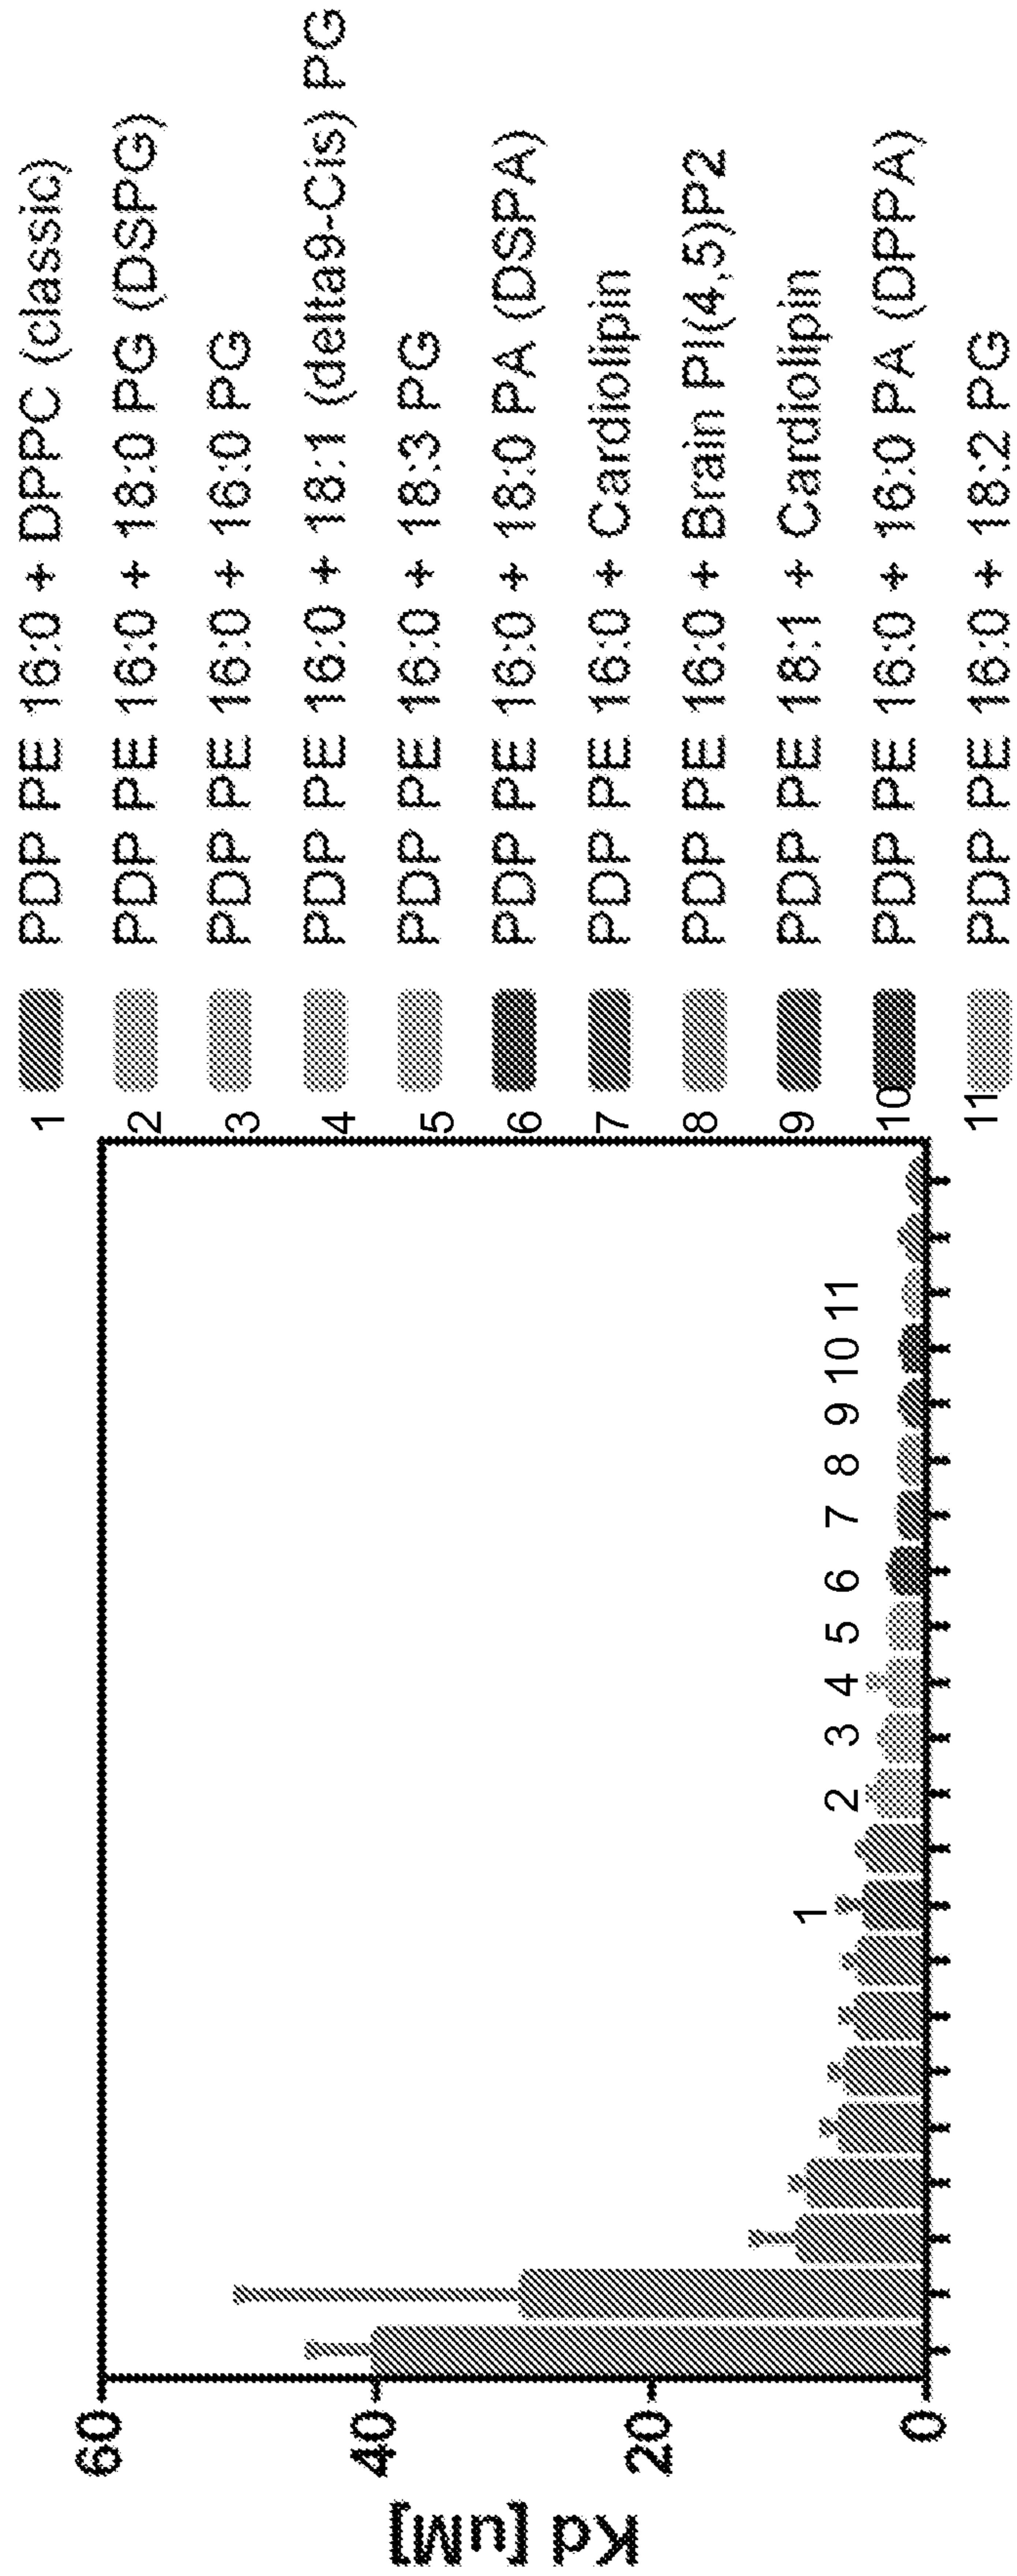 Kd [uM]
60
40
20
0
1
2
3
4
5
6
7
8
9
10
11
1 PDP PE 16:0 + DPPC (classic)
2 PDP PE 16:0 + 18:0 PG (DSPG)
3 PDP PE 16:0 + 16:0 PG
4 PDP PE 16:0 + 18:1 (delta9-Cis) PG
5 PDP PE 16:0 + 18:3 PG
6 PDP PE 16:0 + 18:0 PA (DSPA)
7 PDP PE 16:0 + Cardiolipin
8 PDP PE 16:0 + Brain PI(4,5)P2
9 PDP PE 18:1 + Cardiolipin
10 PDP PE 16:0 + 16:0 PA (DPPA)
11 PDP PE 16:0 + 18:2 PG